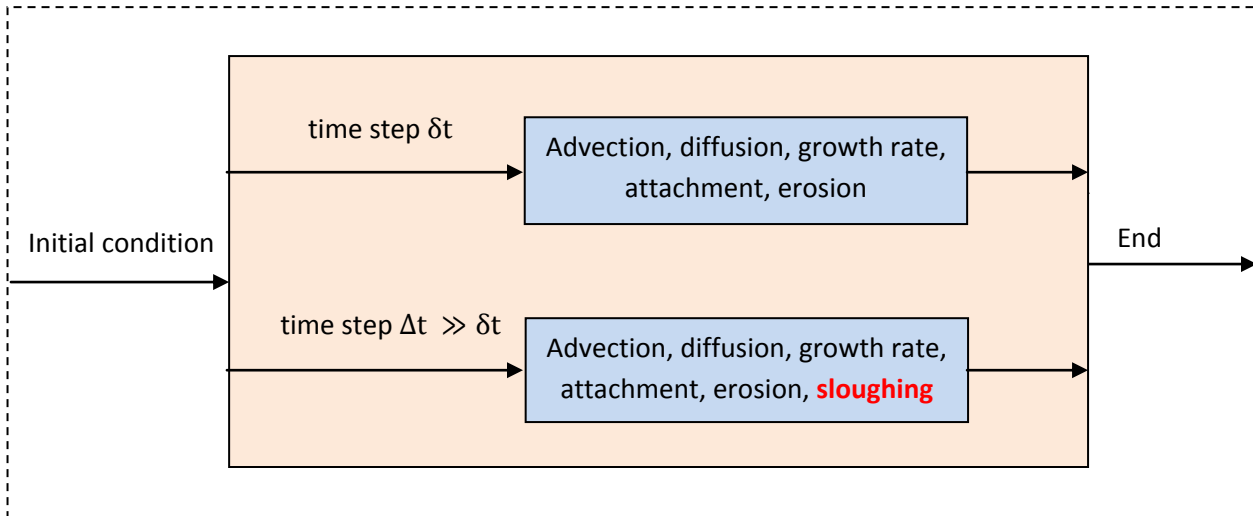 time step δt
Advection, diffusion, growth rate,
attachment, erosion
Initial condition
End
time step Δt ≫ δt
Advection, diffusion, growth rate,
attachment, erosion, sloughing